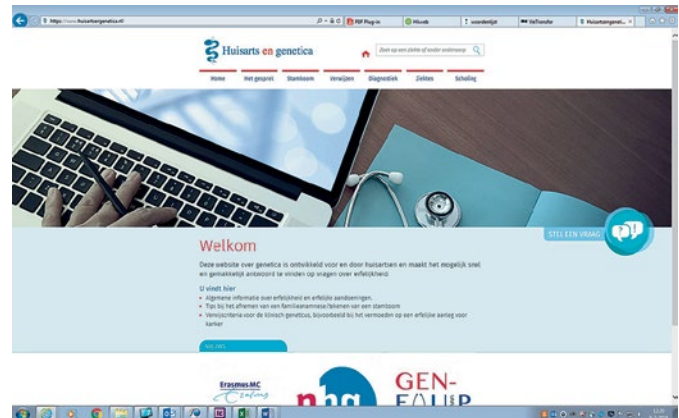 https://www.huisartsengenetica.nl
PDF Plug-in
woordenlijst
VieTransfer
Huisartsengenet...
Huisarts en genetica
Zoek op een ziekte of ander onderwerp
Home
Het gesprek
Stamboom
Verwijzen
Diagnostiek
Ziektes
Scholing
STEL EEN VRAAG
Welkom
Deze website over genetica is ontwikkeld voor en door huisartsen en maakt het mogelijk snel
en gemakkelijk antwoord te vinden op vragen over erfelijkheid.
U vindt hier
Algemene informatie over erfelijkheid en erfelijke aandoeningen.
Tips bij het afnemen van een familieanamnese/tekenen van een stamboom
Verwijscriteria voor de klinisch geneticus, bijvoorbeeld bij het vermoeden op een erfelijke aanleg voor
kanker
NIEUWS
Erasmus MC
Erasmus
nhg
GEN-
EQUIP